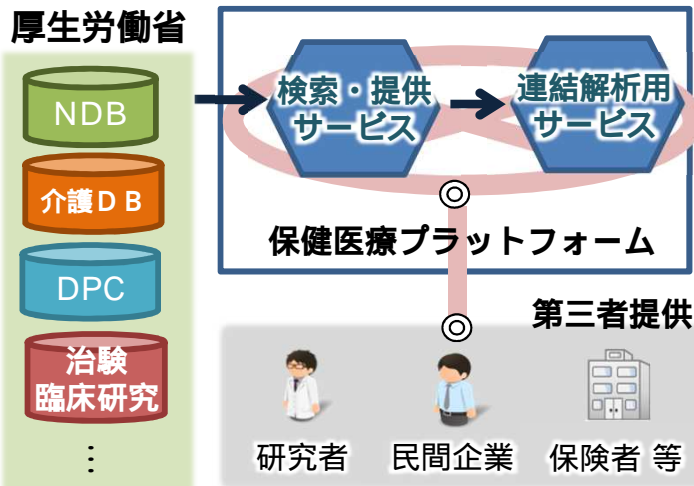 厚生労働省
NDB
介護DB
DPC
治験
臨床研究
⋮
検索・提供
サービス
連結解析用
サービス
保健医療プラットフォーム
第三者提供
研究者
民間企業
保険者 等